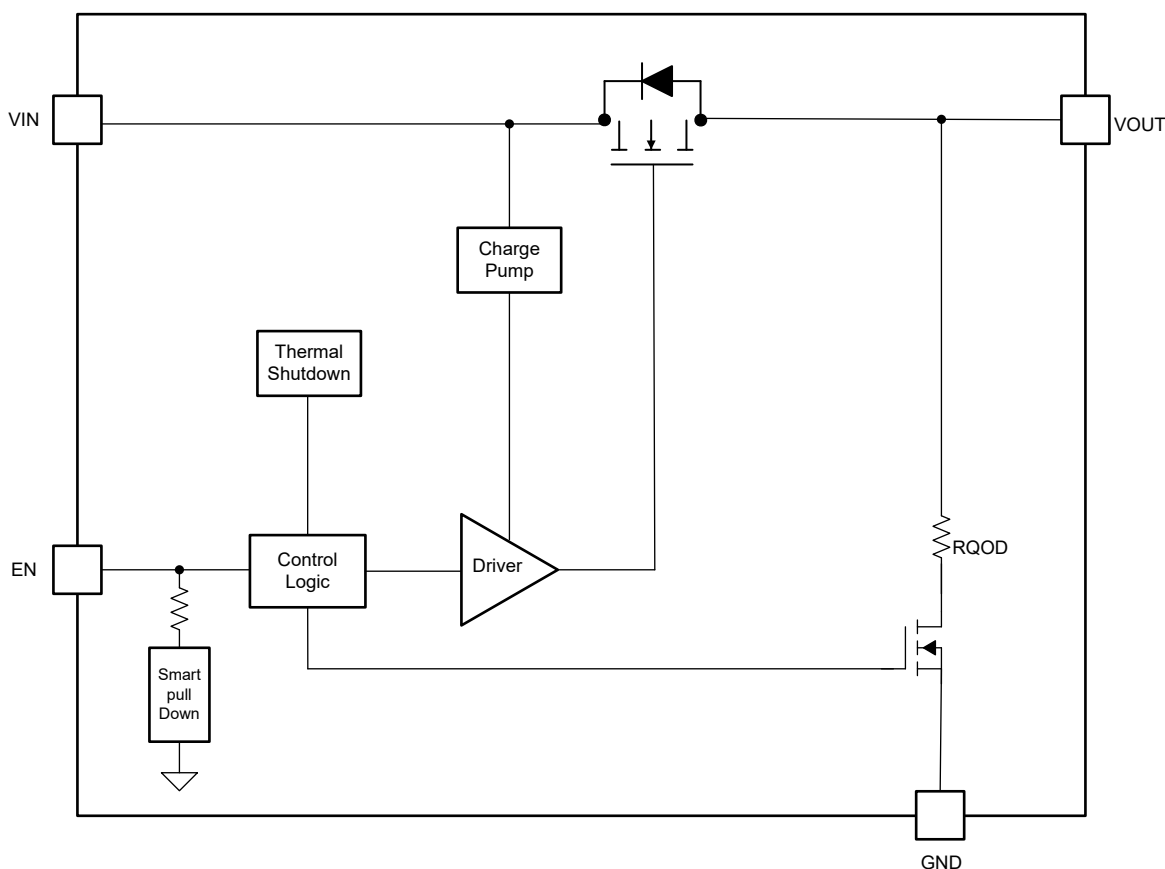 VIN
VOUT
Charge
Pump
Thermal
Shutdown
EN
Control
Logic
Driver
RQOD
Smart
pull
Down
GND